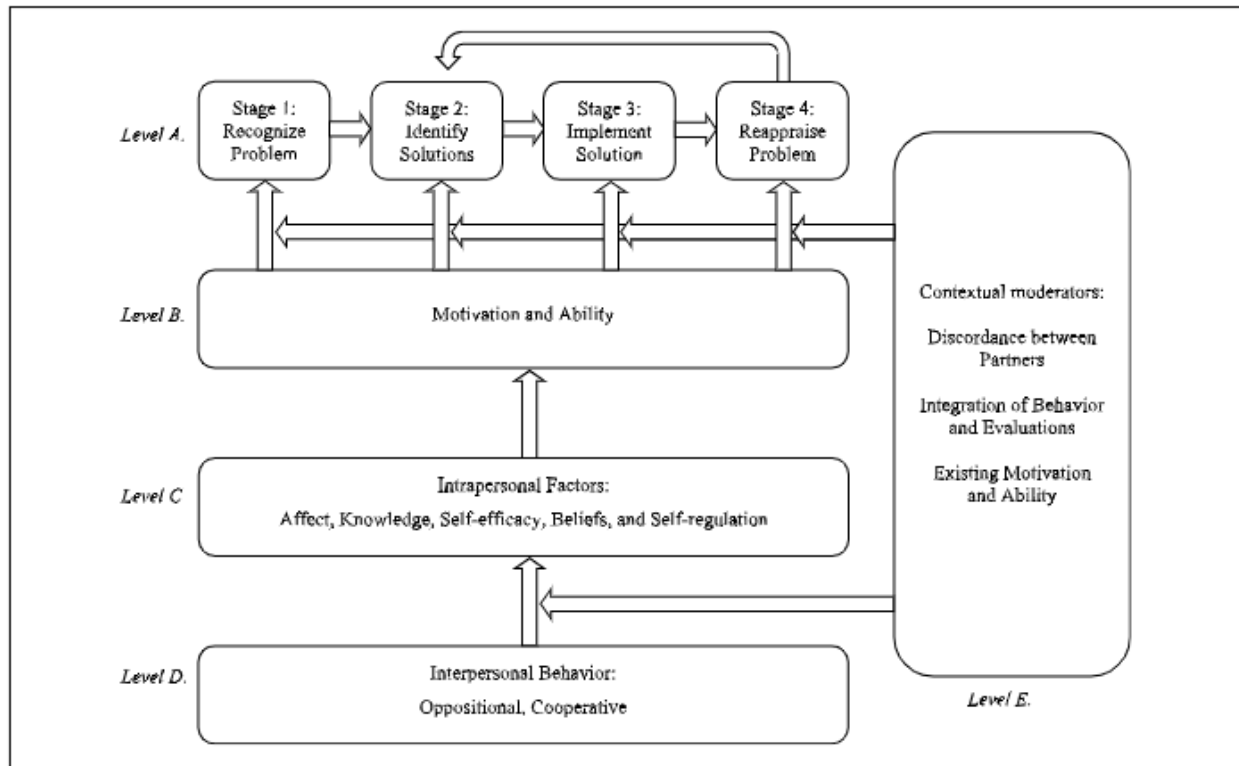 Level A.
Stage 1:
Recognize
Problem
Stage 2:
Identify
Solutions
Stage 3:
Implement
Solution
Stage 4:
Reappraise
Problem
Level B.
Motivation and Ability
Level C
Intrapersonal Factors:
Affect, Knowledge, Self-efficacy, Beliefs, and Self-regulation
Level D.
Interpersonal Behavior:
Oppositional, Cooperative
Contextual moderators:
Discordance between
Partners
Integration of Behavior
and Evaluations
Existing Motivation
and Ability
Level E.